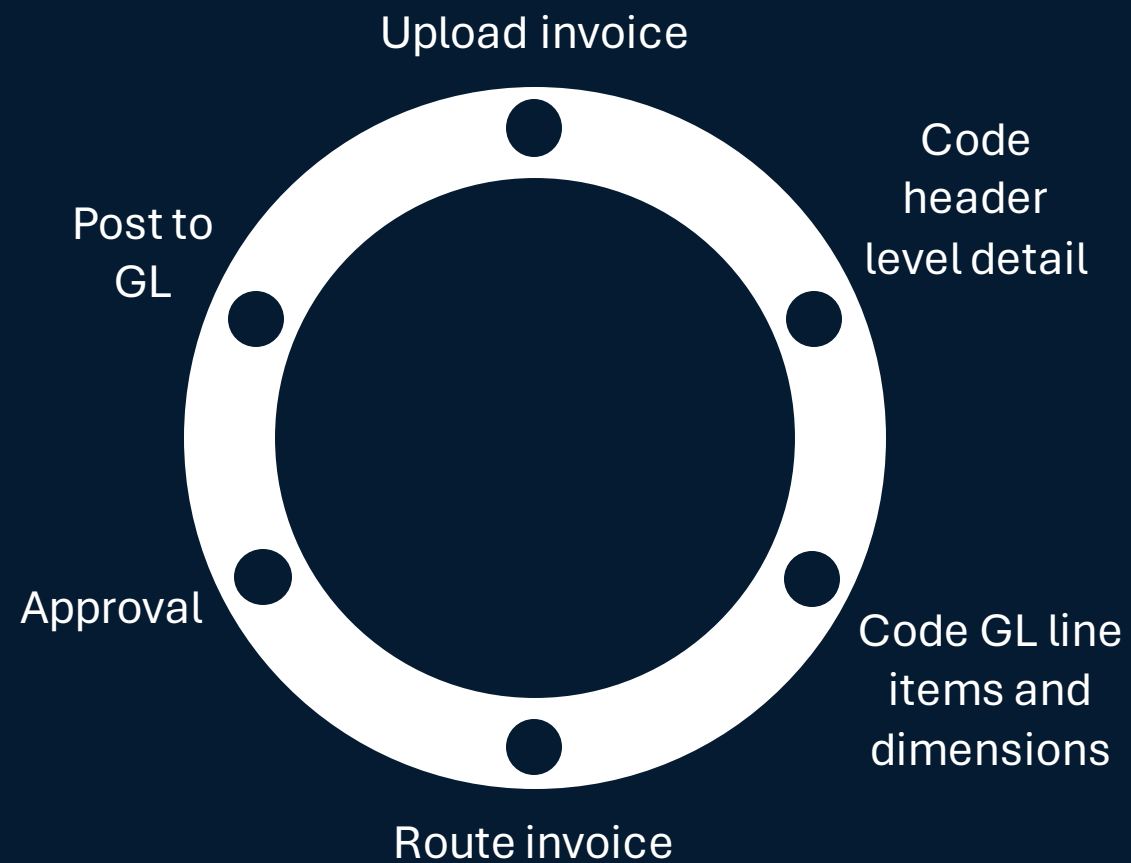 Upload invoice
Code
header
level detail
Code GL line
items and
dimensions
Route invoice
Approval
Post to
GL